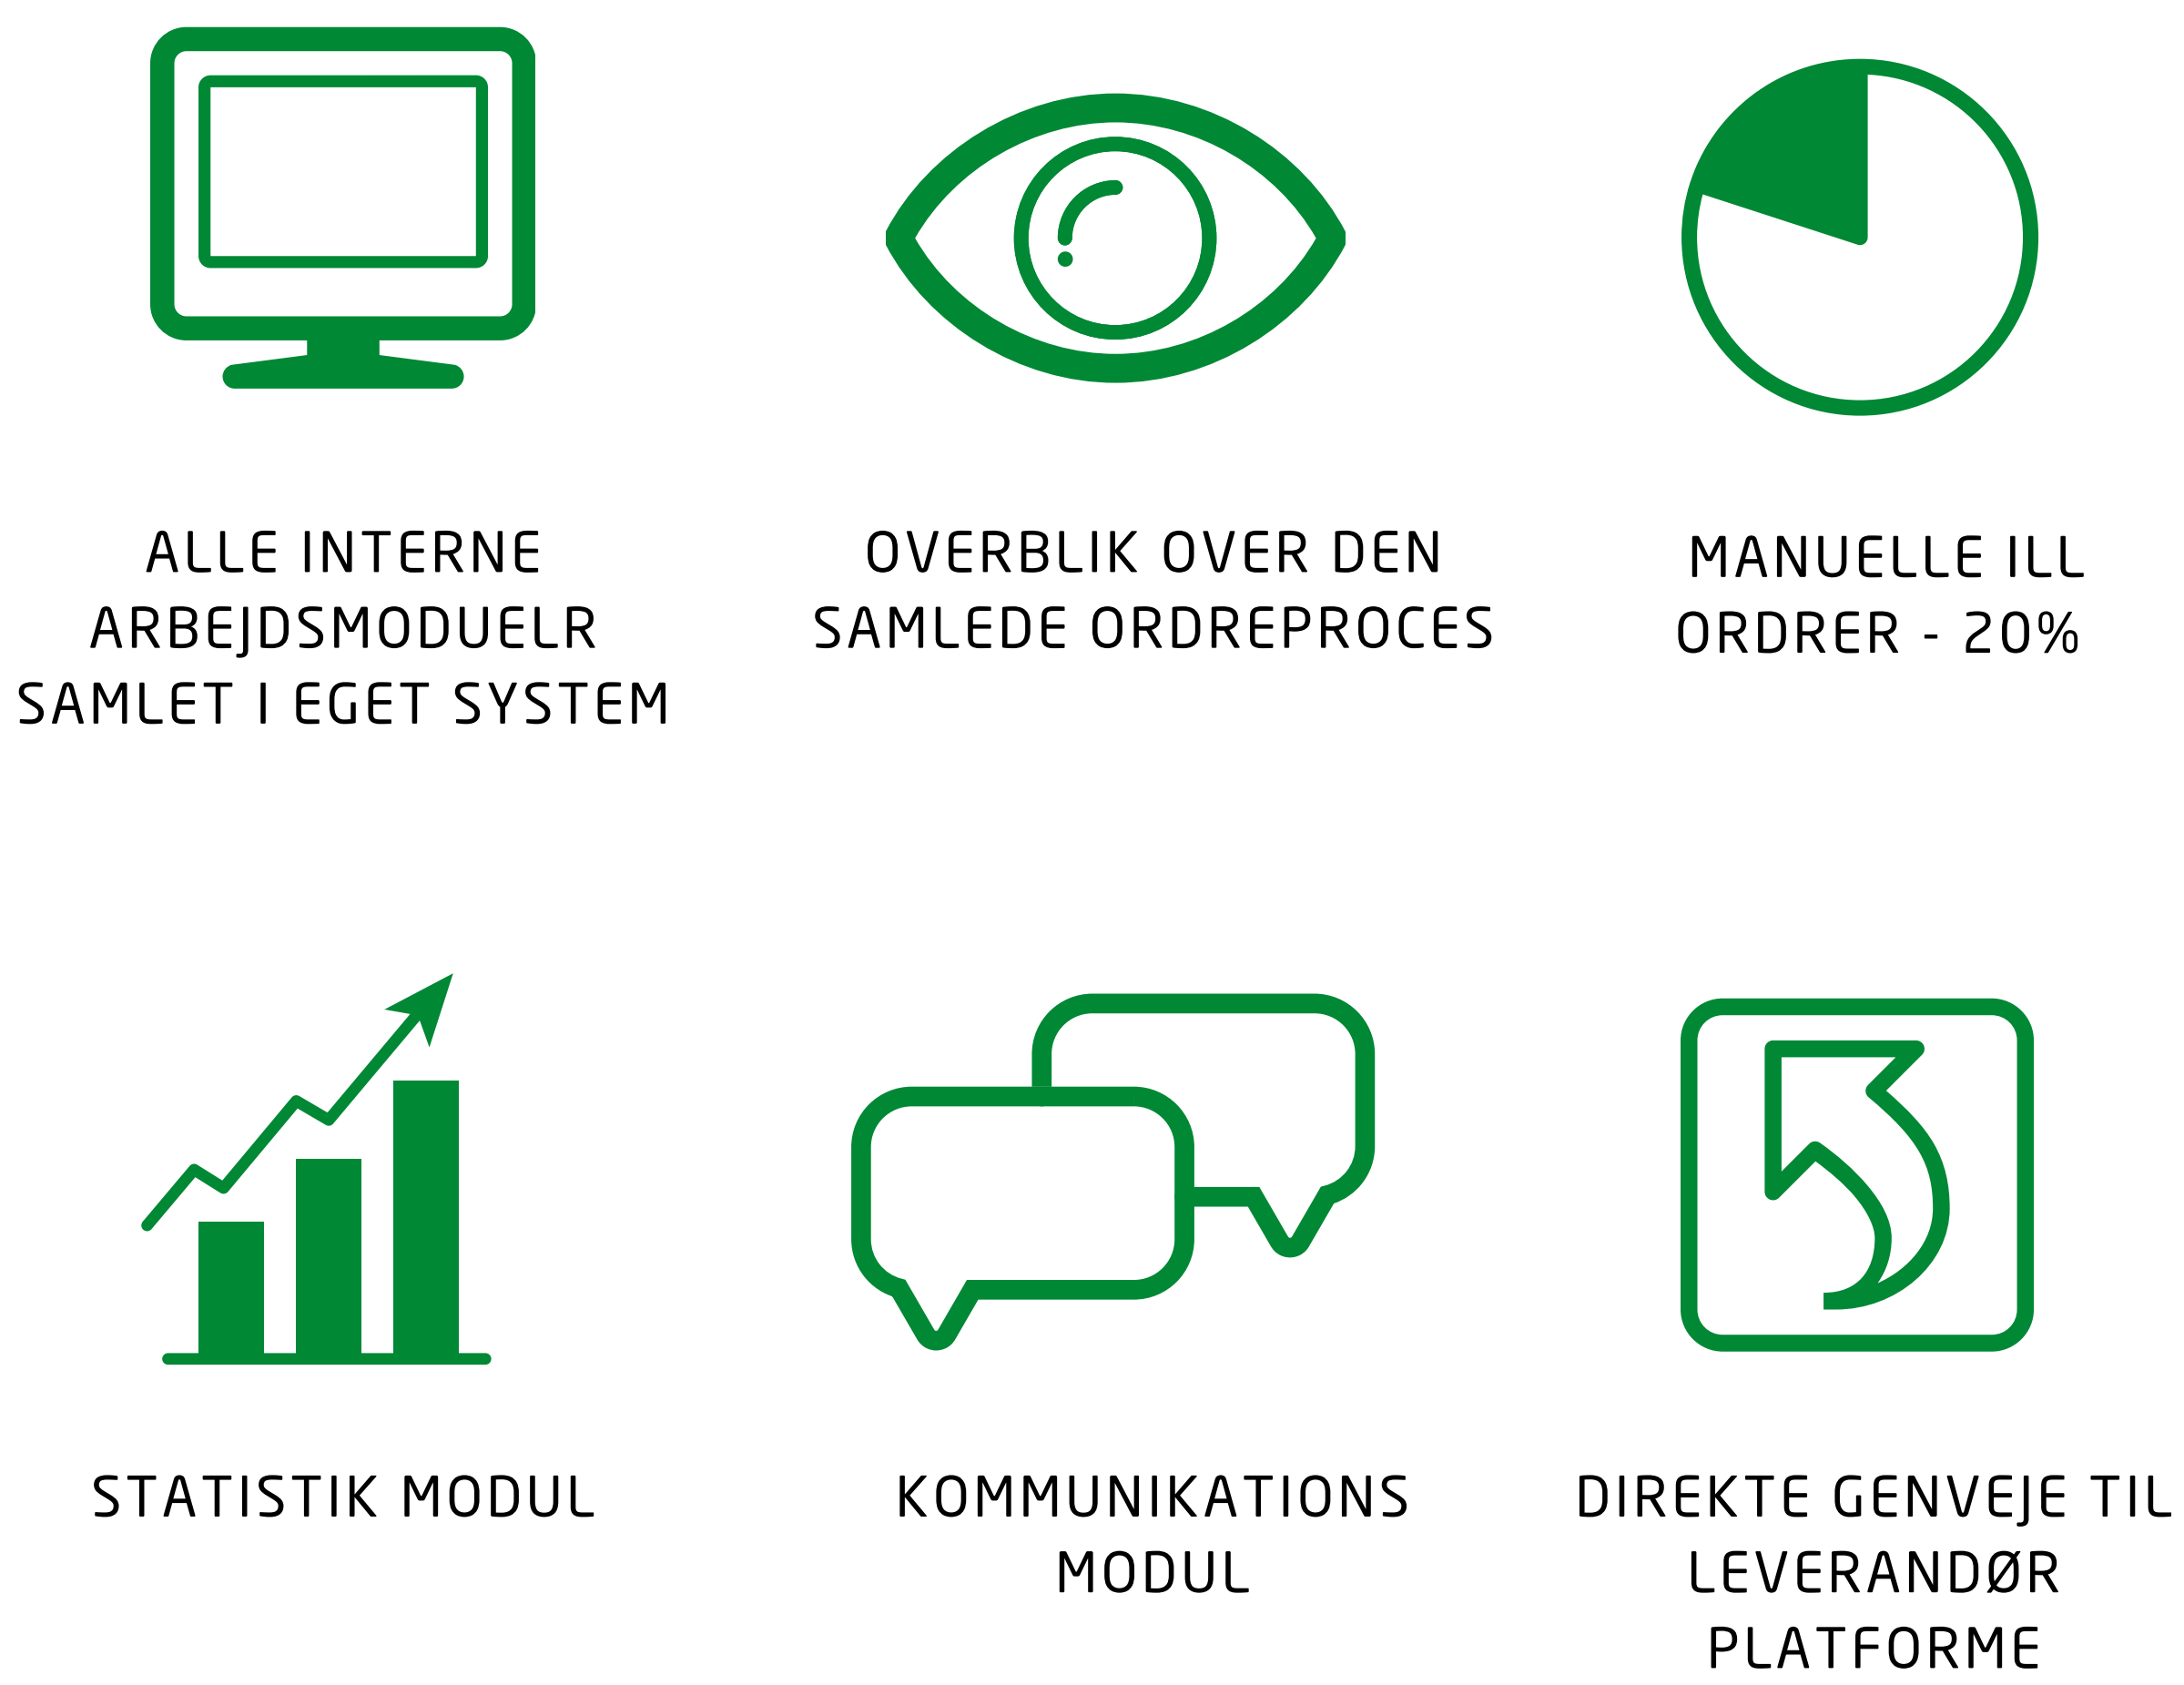 ALLE INTERNE
ARBEJDSMODULER
SAMLET I EGET SYSTEM
OVERBLIK OVER DEN
SAMLEDE ORDREPROCES
MANUELLE ILL
ORDRER - 20%
STATISTIK MODUL
KOMMUNIKATIONS
MODUL
DIREKTE GENVEJE TIL
LEVERANDØR
PLATFORME